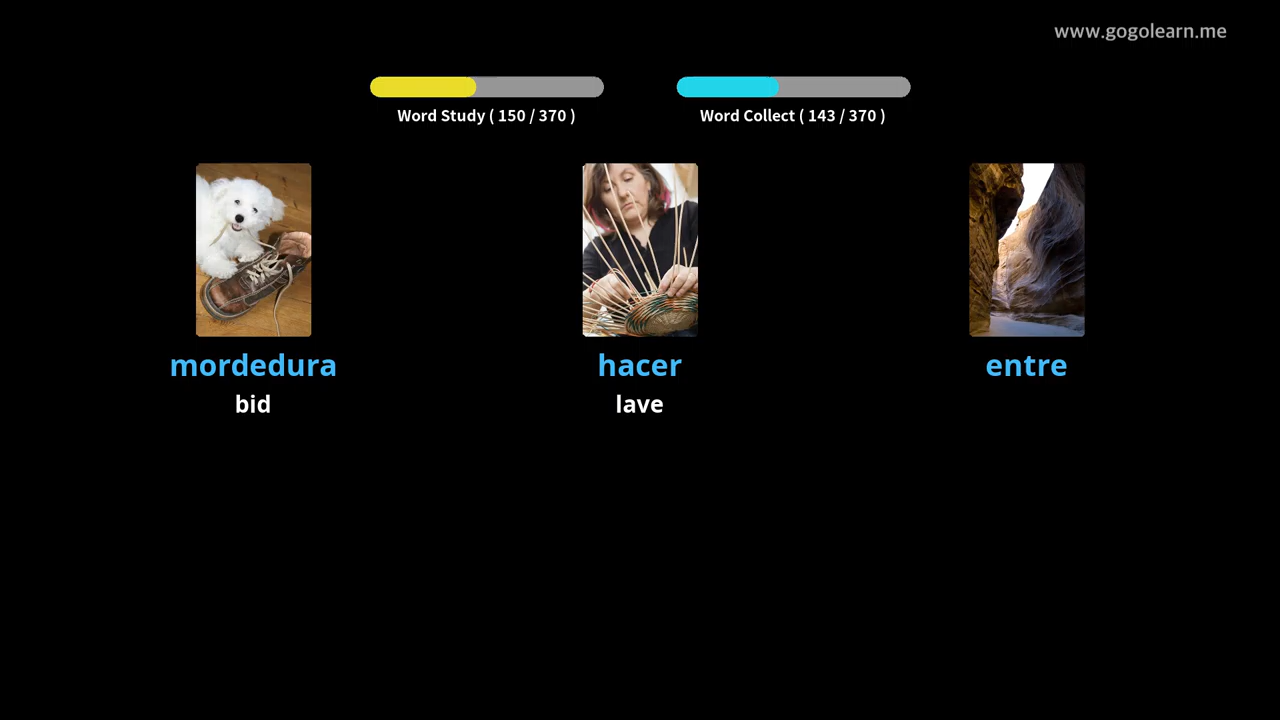 www.gogolearn.me
Word Study ( 150 / 370 )
Word Collect ( 143 / 370 )
mordedura
bid
hacer
lave
entre